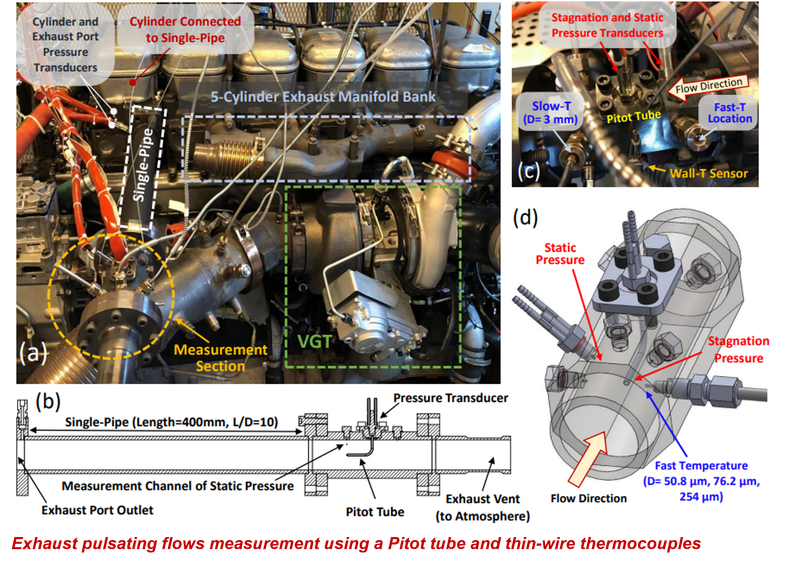 Cylinder and
Exhaust Port
Pressure
Transducers
Cylinder Connected
to Single-Pipe
5-Cylinder Exhaust Manifold Bank
Single-Pipe
VGT
Measurement
Section
(a)
Stagnation and Static
Pressure Transducers
Flow Direction
Slow-T
(D= 3 mm)
Pitot Tube
Fast-T
Location
Wall-T Sensor
(c)
(b)
Pressure Transducer
Single-Pipe (Length=400mm, L/D=10)
Measurement Channel of Static Pressure
Exhaust Port Outlet
Pitot Tube
Exhaust Vent
(to Atmosphere)
(d)
Static
Pressure
Stagnation
Pressure
Fast Temperature
(D= 50.8 µm, 76.2 µm,
254 µm)
Flow Direction
Exhaust pulsating flows measurement using a Pitot tube and thin-wire thermocouples